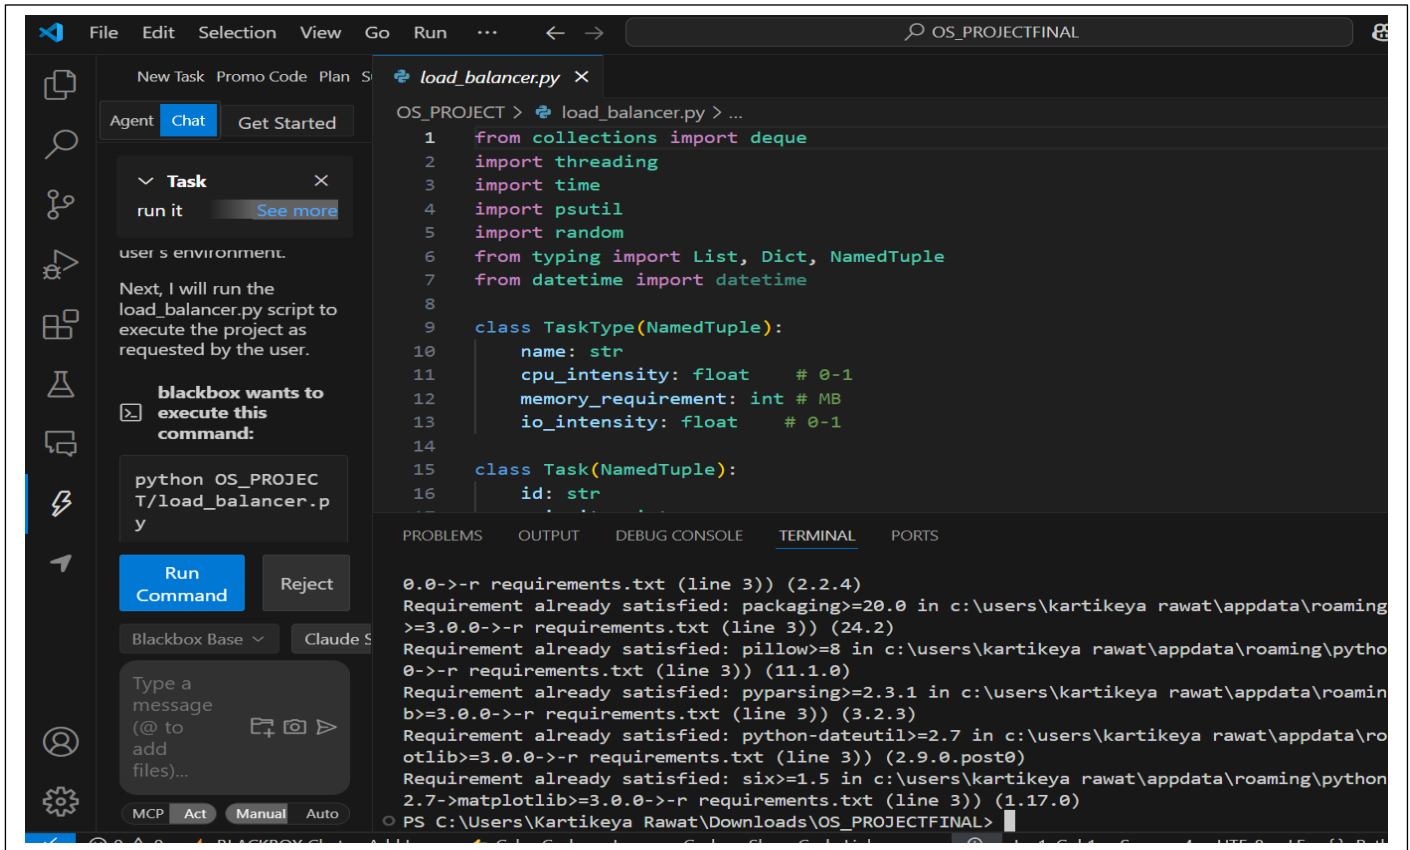 File Edit Selection View Go Run ··· ← → OS_PROJECTFINAL
New Task Promo Code Plan
Agent Chat Get Started
Task ×
run it See more
user's environment.
Next, I will run the
load_balancer.py script to
execute the project as
requested by the user.
blackbox wants to
execute this
command:
python OS_PROJEC
T/load_balancer.p
y
Run
Command
Reject
Blackbox Base
Claude S
Type a
message
(@ to
add
files)...
MCP Act Manual Auto
load_balancer.py ×
OS_PROJECT > load_balancer.py > ...
1 from collections import deque
2 import threading
3 import time
4 import psutil
5 import random
6 from typing import List, Dict, NamedTuple
7 from datetime import datetime
8
9 class TaskType(NamedTuple):
10 name: str
11 cpu_intensity: float # 0-1
12 memory_requirement: int # MB
13 io_intensity: float # 0-1
14
15 class Task(NamedTuple):
16 id: str
PROBLEMS OUTPUT DEBUG CONSOLE TERMINAL PORTS
0.0->-r requirements.txt (line 3)) (2.2.4)
Requirement already satisfied: packaging>=20.0 in c:\users\kartikeya rawat\appdata\roaming
>=3.0.0->-r requirements.txt (line 3)) (24.2)
Requirement already satisfied: pillow>=8 in c:\users\kartikeya rawat\appdata\roaming\pytho
0->-r requirements.txt (line 3)) (11.1.0)
Requirement already satisfied: pyparsing>=2.3.1 in c:\users\kartikeya rawat\appdata\roamin
b>=3.0.0->-r requirements.txt (line 3)) (3.2.3)
Requirement already satisfied: python-dateutil>=2.7 in c:\users\kartikeya rawat\appdata\ro
otlib>=3.0.0->-r requirements.txt (line 3)) (2.9.0.post0)
Requirement already satisfied: six>=1.5 in c:\users\kartikeya rawat\appdata\roaming\python
2.7->matplotlib>=3.0.0->-r requirements.txt (line 3)) (1.17.0)
PS C:\Users\Kartikeya Rawat\Downloads\OS_PROJECTFINAL>